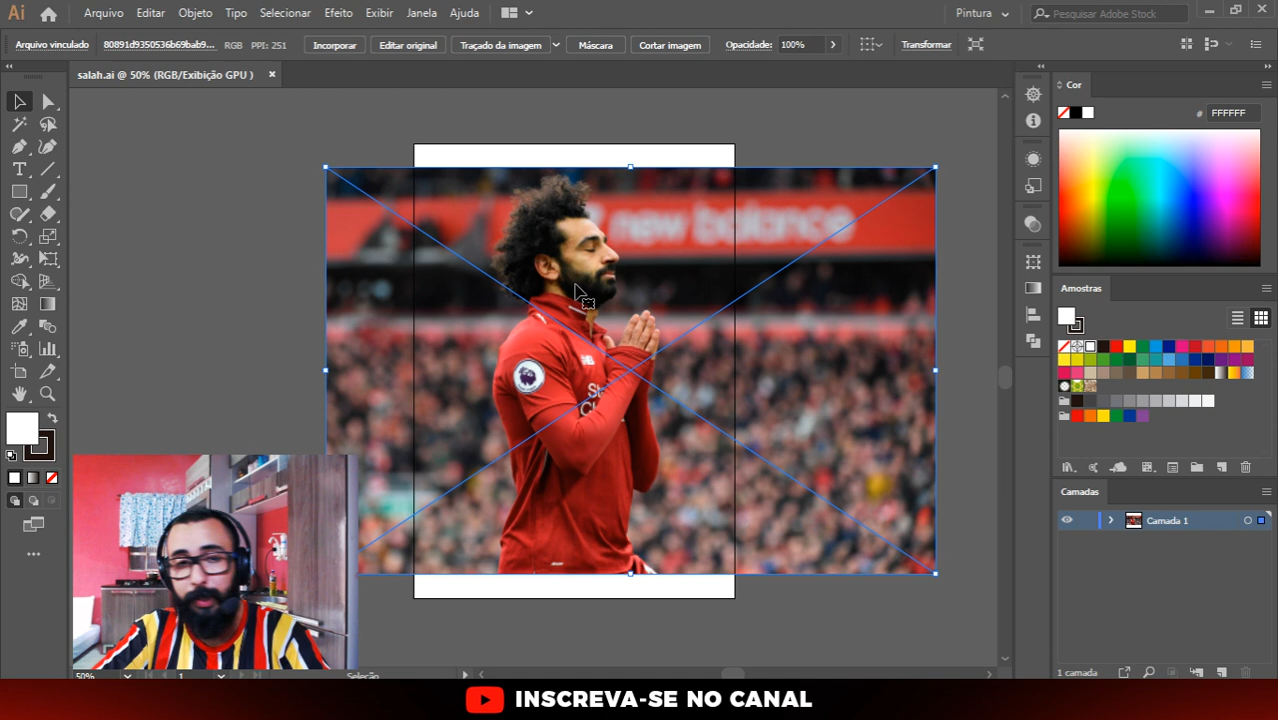 Ai Arquivo Editar Objeto Tipo Selecionar Efeito Exibir Janela Ajuda Pintura Pesquisar Adobe Stock
Arquivo vinculado 80891d9350536b69bab9... RGB PPI: 251 Incorporar Editar original Traçado da imagem Máscara Cortar imagem Opacidade: 100% Transformar
salah.ai @ 50% (RGB/Exibição GPU )
Cor
# FFFFFF
new balance
Amostras
Camadas
Camada 1
1 camada
50% 1 Seleção
INSCREVA-SE NO CANAL